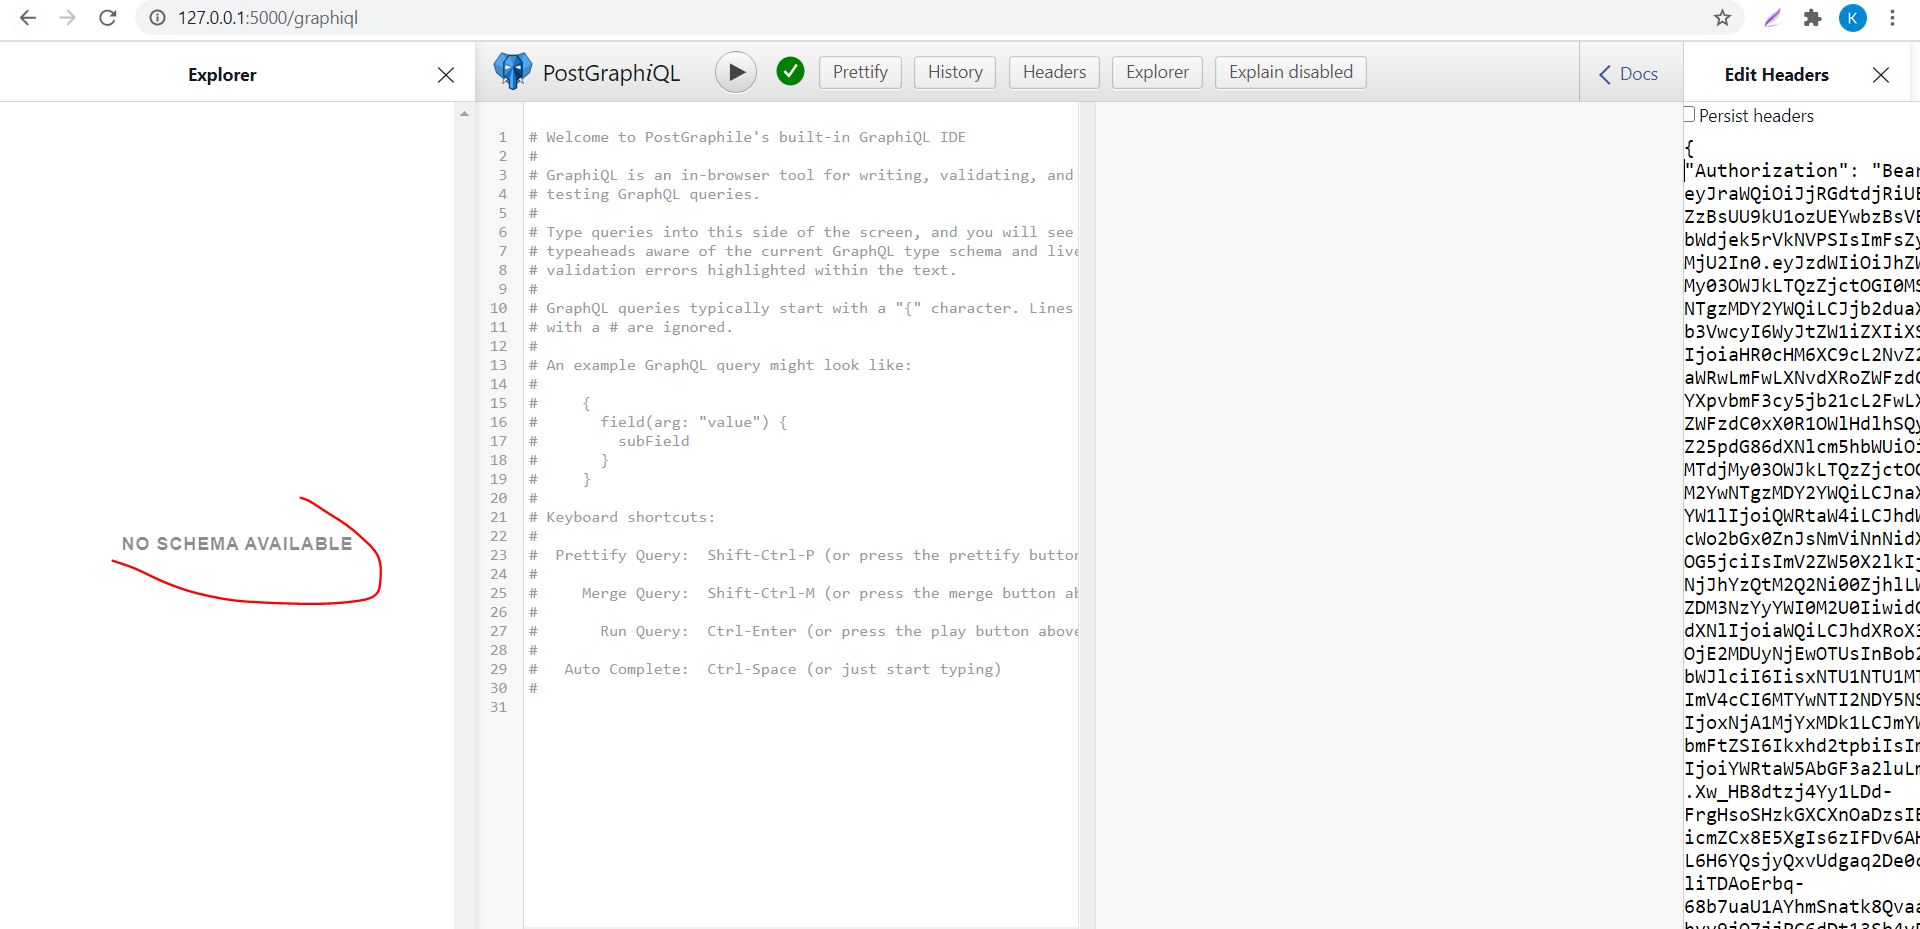 127.0.0.1:5000/graphiql
K
Explorer
PostGraphiQL
Prettify
History
Headers
Explorer
Explain disabled
Docs
Edit Headers
Persist headers
NO SCHEMA AVAILABLE
1 # Welcome to PostGraphile's built-in GraphiQL IDE
2 #
3 # GraphiQL is an in-browser tool for writing, validating, and
4 # testing GraphQL queries.
5 #
6 # Type queries into this side of the screen, and you will see
7 # typeaheads aware of the current GraphQL type schema and live
8 # validation errors highlighted within the text.
9 #
10 # GraphQL queries typically start with a "{" character. Lines
11 # with a # are ignored.
12 #
13 # An example GraphQL query might look like:
14 #
15 #     {
16 #       field(arg: "value") {
17 #         subField
18 #       }
19 #     }
20 #
21 # Keyboard shortcuts:
22 #
23 #  Prettify Query:  Shift-Ctrl-P (or press the prettify button
24 #
25 #     Merge Query:  Shift-Ctrl-M (or press the merge button ab
26 #
27 #       Run Query:  Ctrl-Enter (or press the play button above
28 #
29 #   Auto Complete:  Ctrl-Space (or just start typing)
30 #
31
{
"Authorization": "Bear
eyJraWQiOiJjRGdtdjRiUE
ZzBsUU9kU1ozUEYwbzBsVE
bWdjek5rVkNVPSIsImFsZy
MjU2In0.eyJzdWIiOiJhZW
My03OWJkLTQzZjctOGI0MS
NTgzMDY2YWQiLCJjb2duaX
b3VwcyI6WyJtZW1iZXIiXS
IjoiaHR0cHM6XC9cL2NvZ2
aWRwLmFwLXNvdXRoZWFzdC
YXpvbmF3cy5jb21cL2FwLX
ZWFzdC0xX0R1OWlHdlhSQy
Z25pdG86dXNlcm5hbWUiOi
MTdjMy03OWJkLTQzZjctOG
M2YwNTgzMDY2YWQiLCJnaX
YW1lIjoiQWRtaW4iLCJhdW
cWo2bGx0ZnJsNmViNnNidX
OG5jciIsImV2ZW50X2lkIj
NjJhYzQtM2Q2Ni00ZjhlLW
ZDM3NzYyYWI0M2U0IiwidG
dXNlIjoiaWQiLCJhdXRoX3
OjE2MDUyNjEwOTUsInBob2
bWJlciI6IisxNTU1NTU1MT
ImV4cCI6MTYwNTI2NDY5NS
IjoxNjA1MjYxMDk1LCJmYW
bmFtZSI6Ikxhd2tpbiIsIm
IjoiYWRtaW5AbGF3a2luLm
.Xw_HB8dtzj4Yy1LDd-
FrgHsoSHzkGXCXnOaDzsIE
icmZCx8E5XgIs6zIFDv6AH
L6H6YQsjyQxvUdgaq2De0c
liTDAoErbq-
68b7uaU1AYhmSnatk8Qvaa